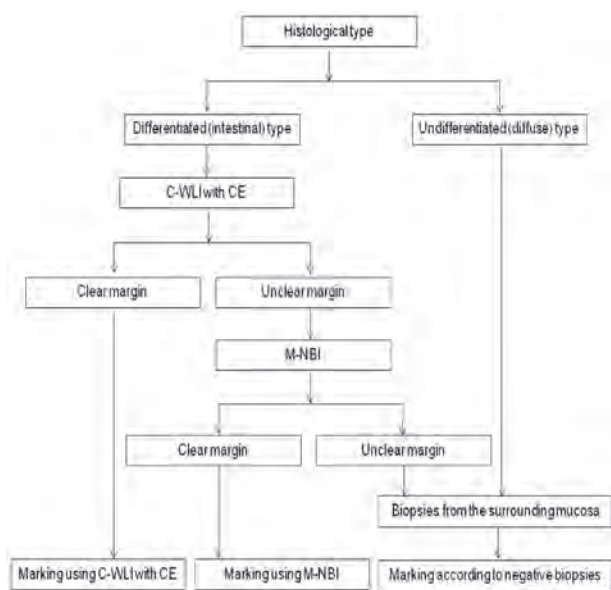 Histological type
Differentiated (intestinal) type
Undifferentiated (diffuse) type
C-WLI with CE
Clear margin
Unclear margin
M-NBI
Clear margin
Unclear margin
Biopsies from the surrounding mucosa
Marking using C-WLI with CE
Marking using M-NBI
Marking according to negative biopsies